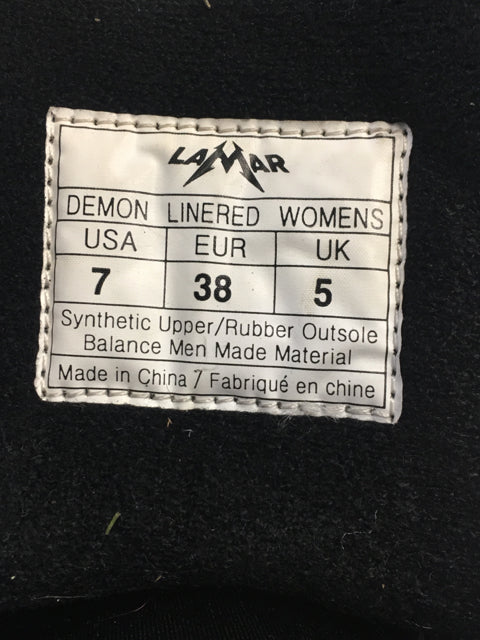 LAMAR
DEMON LINERED WOMENS
USA EUR UK
7 38 5
Synthetic Upper/Rubber Outsole
Balance Men Made Material
Made in China / Fabriqué en chine